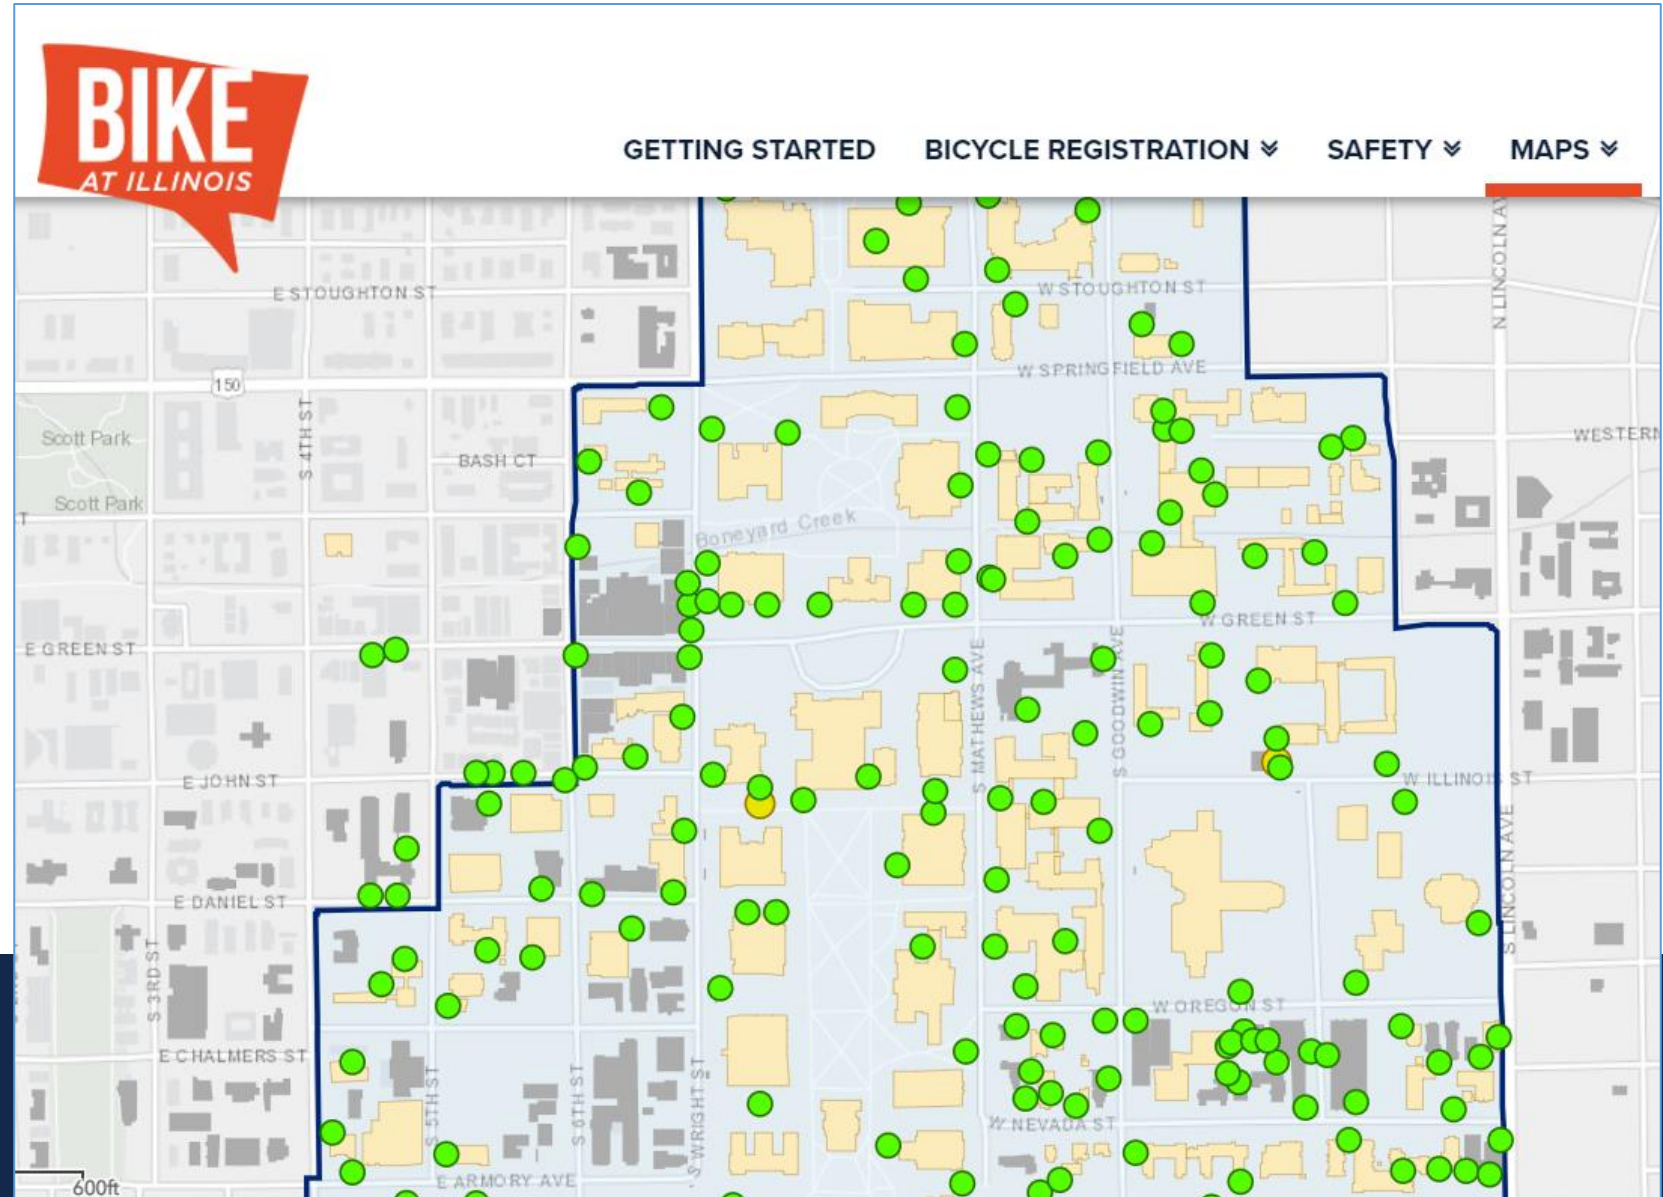 BIKE
AT ILLINOIS
GETTING STARTED
BICYCLE REGISTRATION
SAFETY
MAPS
N LINCOLN AV
E STOUGHTON ST
W STOUGHTON ST
W SPRINGFIELD AVE
150
S 4TH ST
Scott Park
WESTERN
BASH CT
Scott Park
Boneyard Creek
W GREEN ST
E GREEN ST
S MATHEWS AVE
S GOODWIN AVE
E JOHN ST
W ILLINOIS ST
S LINCOLN AVE
E DANIEL ST
S 3RD ST
W OREGON ST
E CHALMERS ST
S 5TH ST
S 6TH ST
S WRIGHT ST
W NEVADA ST
E ARMORY AVE
600ft